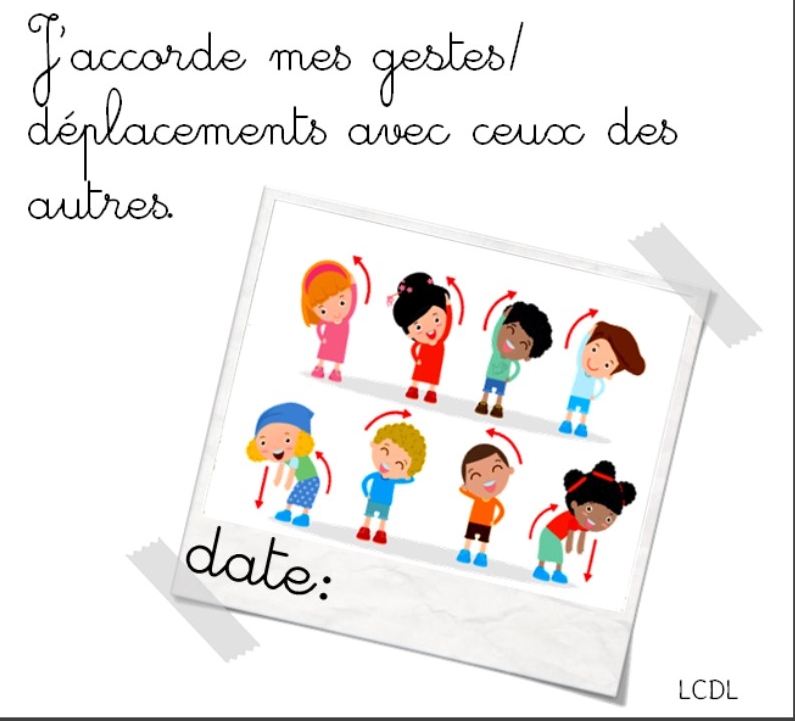 J'accorde mes gestes/
déplacements avec ceux des
autres.
date:
LCDL